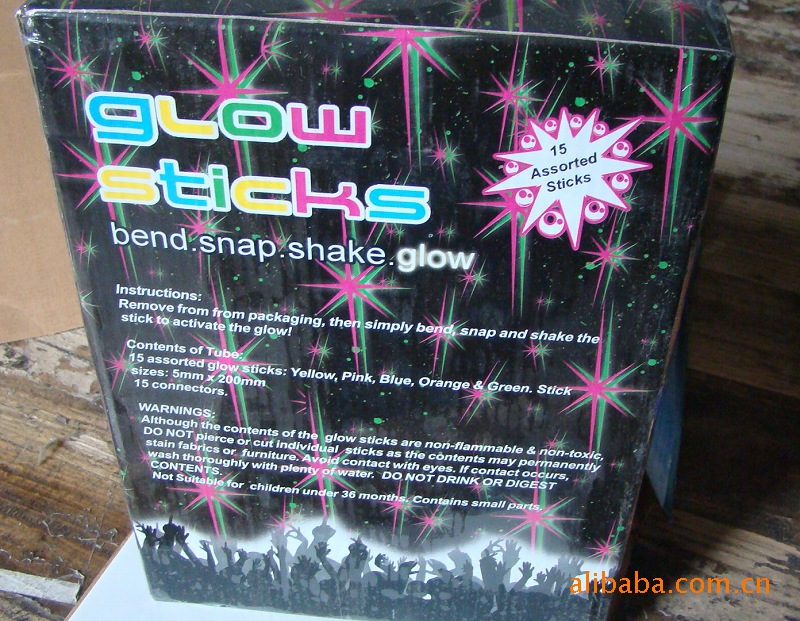 glow
sticks
bend.snap.shake.glow
15
Assorted
Sticks
Instructions:
Remove from from packaging, then simply bend, snap and shake the
stick to activate the glow!
Contents of Tube:
15 assorted glow sticks: Yellow, Pink, Blue, Orange & Green. Stick
sizes: 5mm x 200mm
15 connectors.
WARNINGS:
Although the contents of the glow sticks are non-flammable & non-toxic,
DO NOT pierce or cut individual sticks as the contents may permanently
stain fabrics or furniture. Avoid contact with eyes. If contact occurs,
wash thoroughly with plenty of water. DO NOT DRINK OR DIGEST
CONTENTS.
Not Suitable for children under 36 months. Contains small parts.
alibaba.com.cn